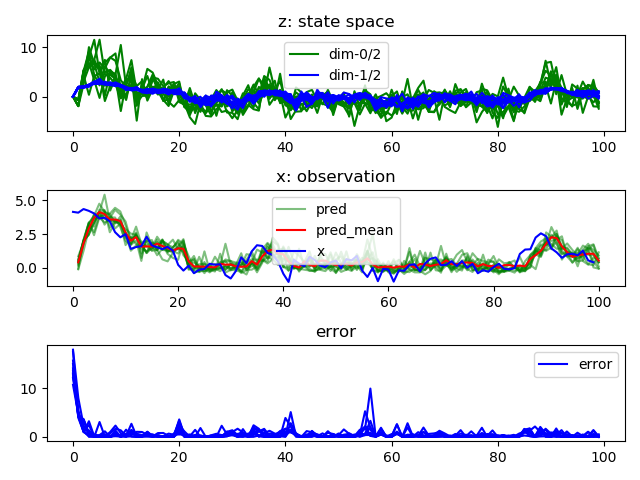 z: state space
10
0
dim-0/2
dim-1/2
0 20 40 60 80 100
x: observation
5.0
2.5
0.0
pred
pred_mean
x
0 20 40 60 80 100
error
10
0
error
0 20 40 60 80 100